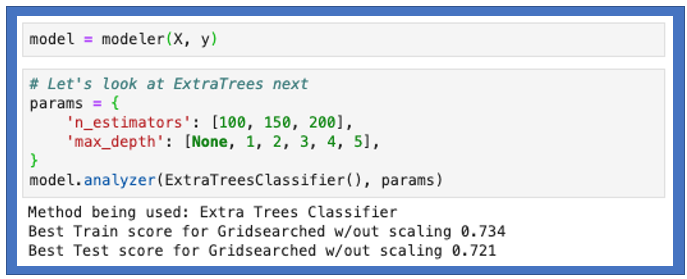 model = modeler(X, y)
# Let's look at ExtraTrees next
params = {
    'n_estimators': [100, 150, 200],
    'max_depth': [None, 1, 2, 3, 4, 5],
}
model.analyzer(ExtraTreesClassifier(), params)
Method being used: Extra Trees Classifier
Best Train score for Gridsearched w/out scaling 0.734
Best Test score for Gridsearched w/out scaling 0.721